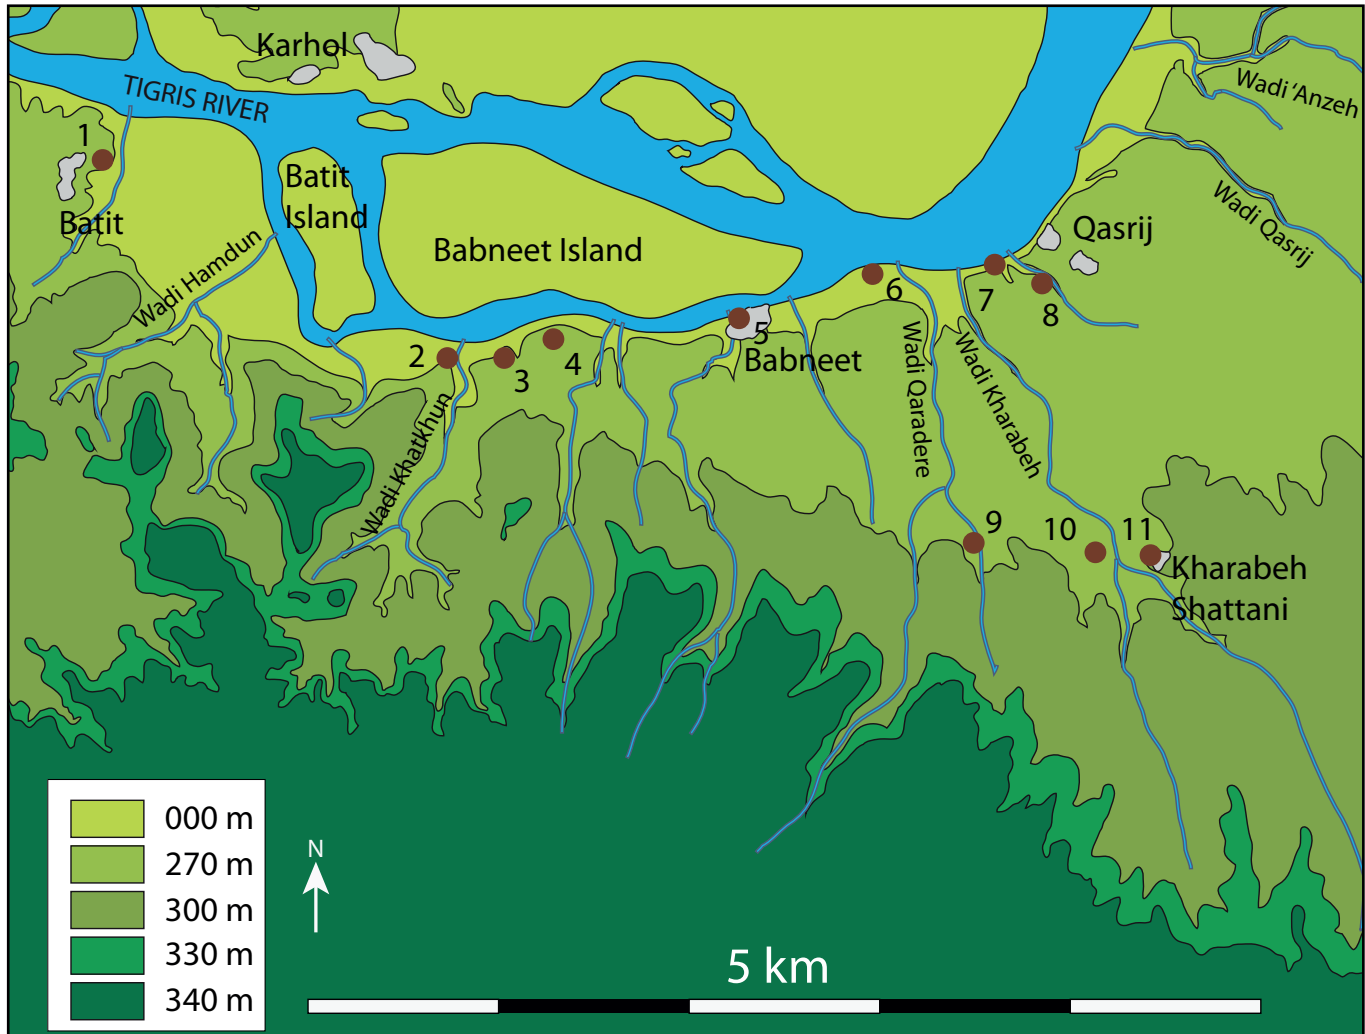 Karhol
TIGRIS RIVER
Wadi 'Anzeh
1
Batit
Island
Wadi Qasrij
Batit
Qasrij
Babneet Island
Wadi Hamdun
6
7
8
5
2
3
4
Babneet
Wadi Qaradere
Wadi Kharabeh
Wadi Khatkhun
9
10
11
Kharabeh
Shattani
000 m
270 m
300 m
330 m
340 m
N
5 km